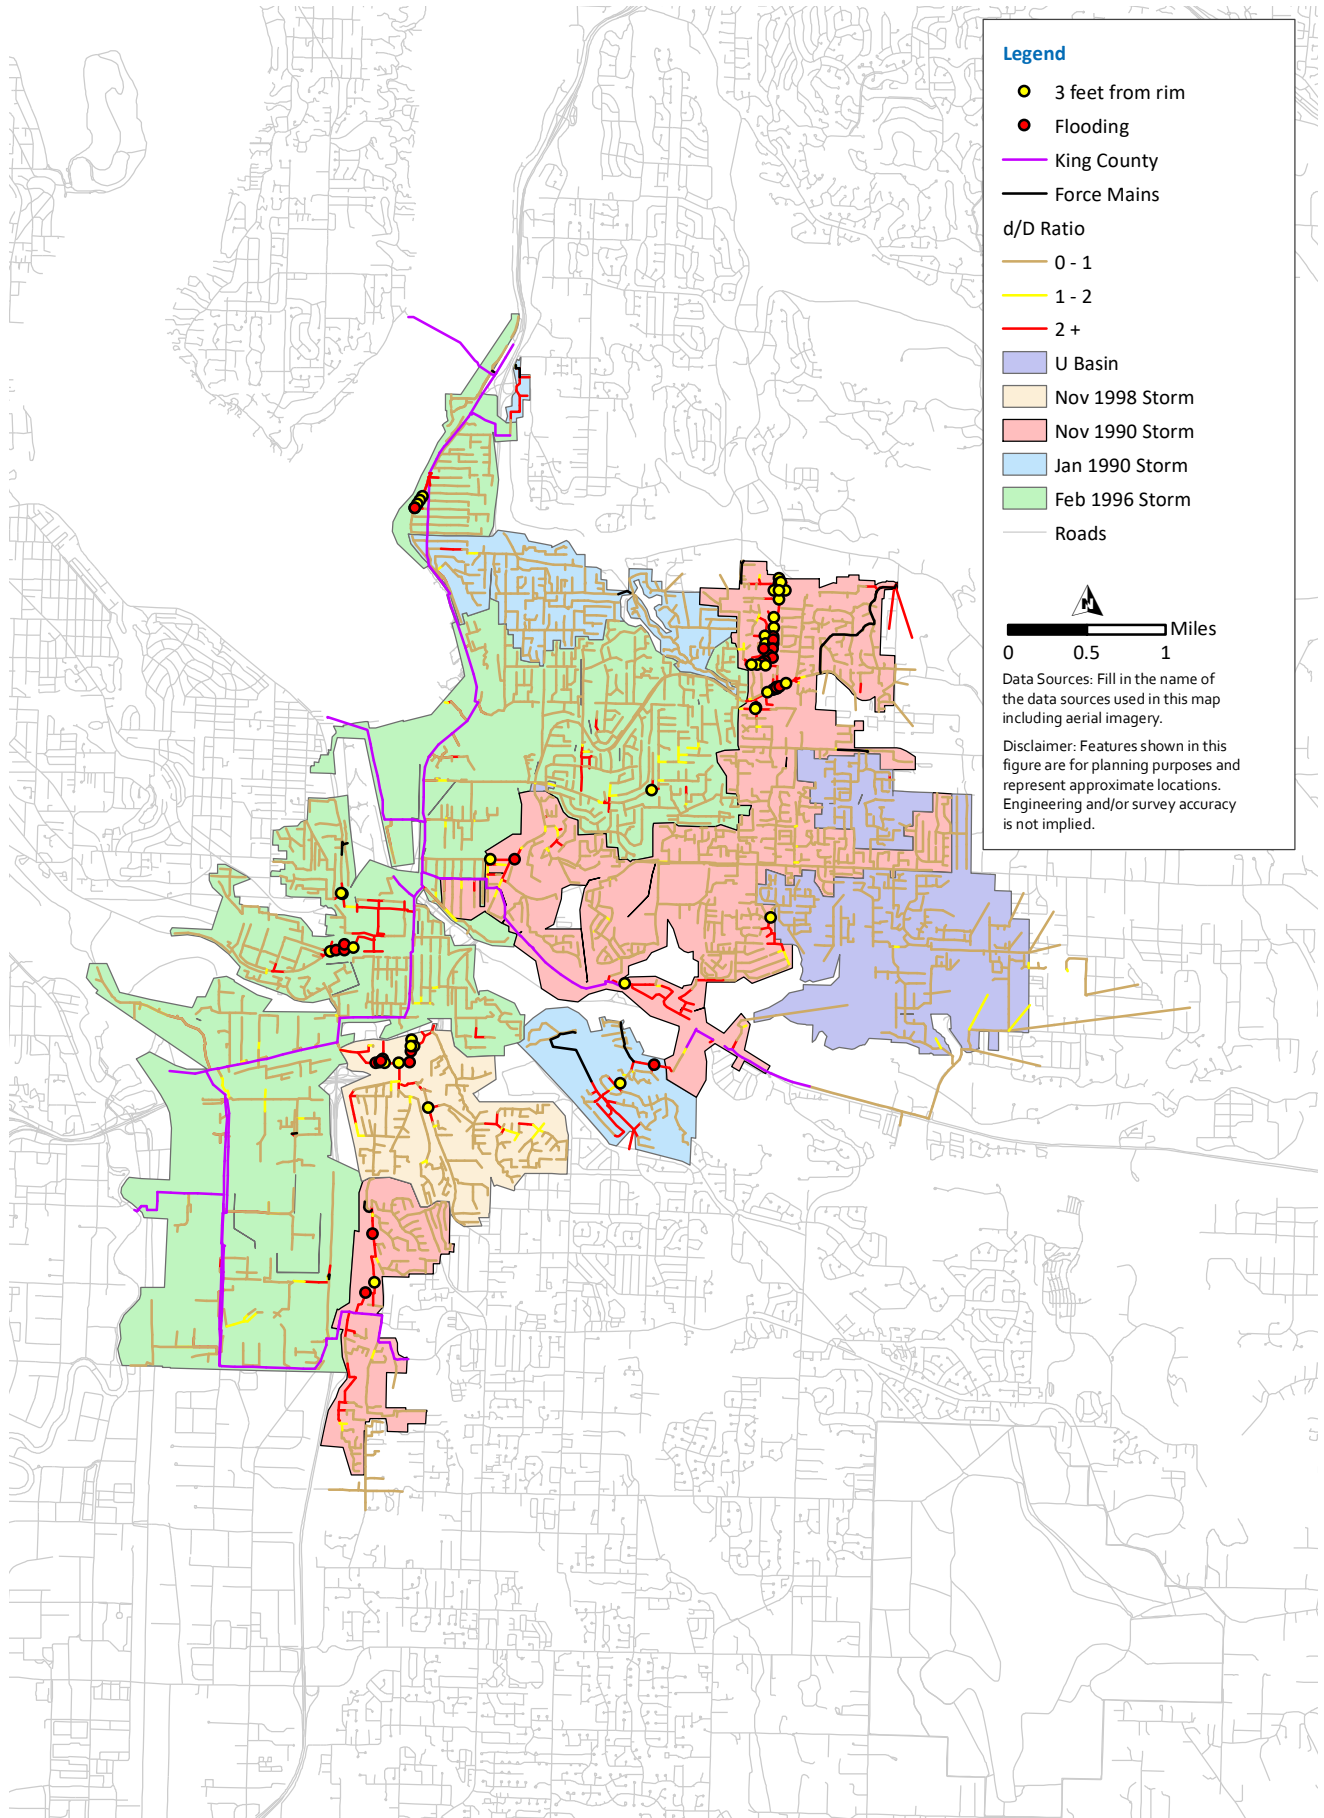 Legend
3 feet from rim
Flooding
King County
Force Mains
d/D Ratio
0 - 1
1 - 2
2 +
U Basin
Nov 1998 Storm
Nov 1990 Storm
Jan 1990 Storm
Feb 1996 Storm
Roads
N
Miles
0 0.5 1
Data Sources: Fill in the name of
the data sources used in this map
including aerial imagery.
Disclaimer: Features shown in this
figure are for planning purposes and
represent approximate locations.
Engineering and/or survey accuracy
is not implied.